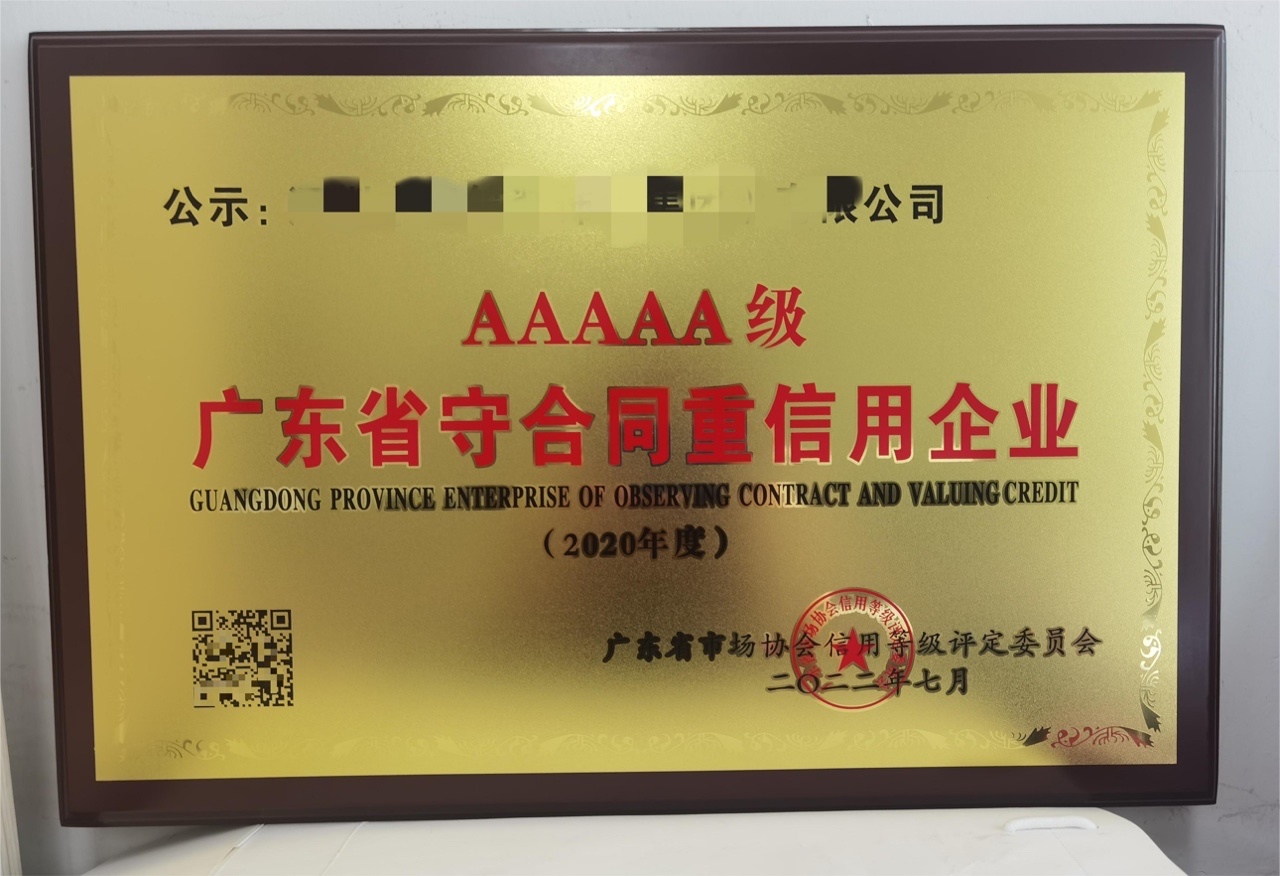 公示： 限公司
AAAAA级
广东省守合同重信用企业
GUANGDONG PROVINCE ENTERPRISE OF OBSERVING CONTRACT AND VALUING CREDIT
（2020年度）
广东省市场协会信用等级评定委员会
二〇二二年七月